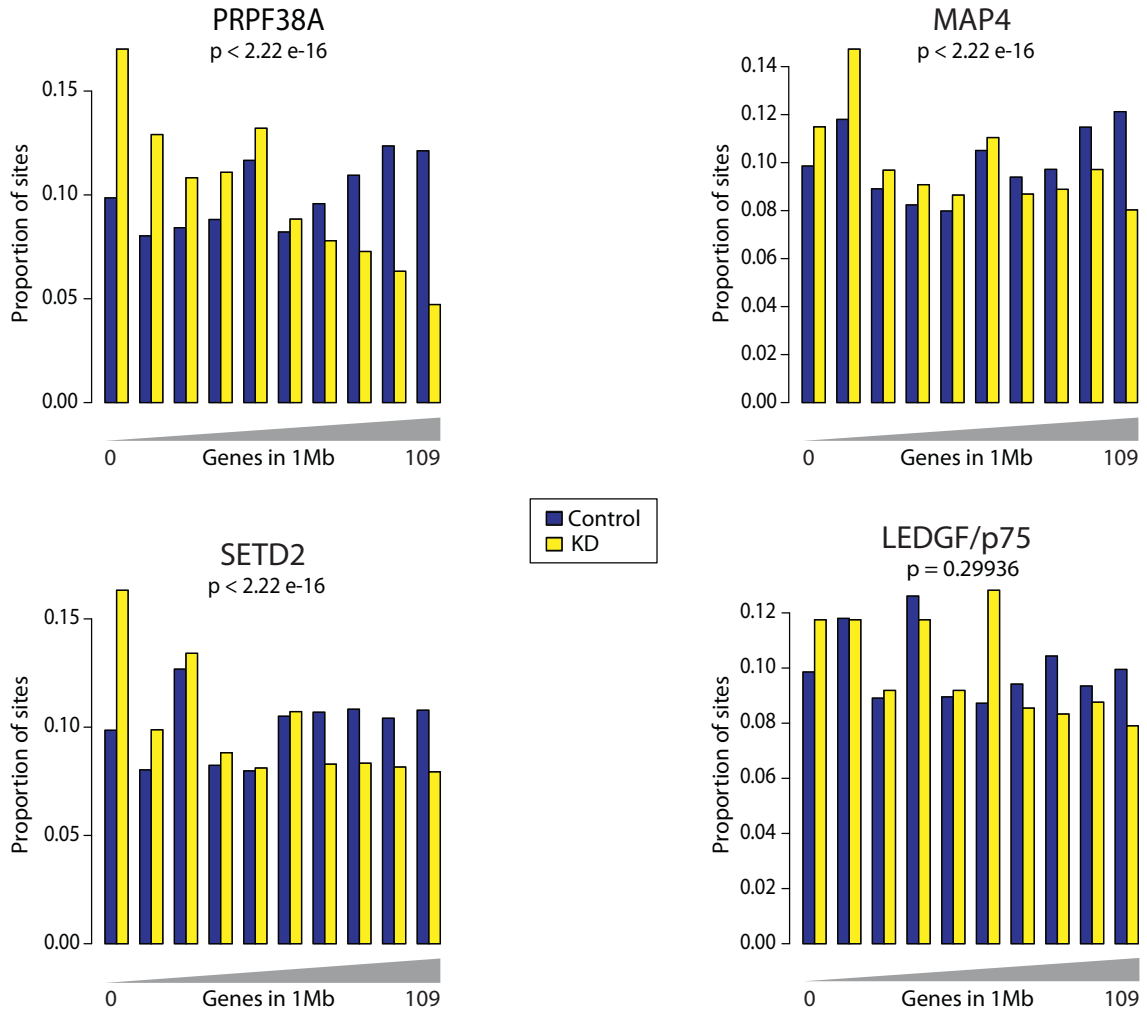 PRPF38A
p < 2.22 e-16
Proportion of sites
0.15
0.10
0.05
0.00
0 Genes in 1Mb 109
MAP4
p < 2.22 e-16
Proportion of sites
0.14
0.12
0.10
0.08
0.06
0.04
0.02
0.00
0 Genes in 1Mb 109
Control
KD
SETD2
p < 2.22 e-16
Proportion of sites
0.15
0.10
0.05
0.00
0 Genes in 1Mb 109
LEDGF/p75
p = 0.29936
Proportion of sites
0.12
0.10
0.08
0.06
0.04
0.02
0.00
0 Genes in 1Mb 109